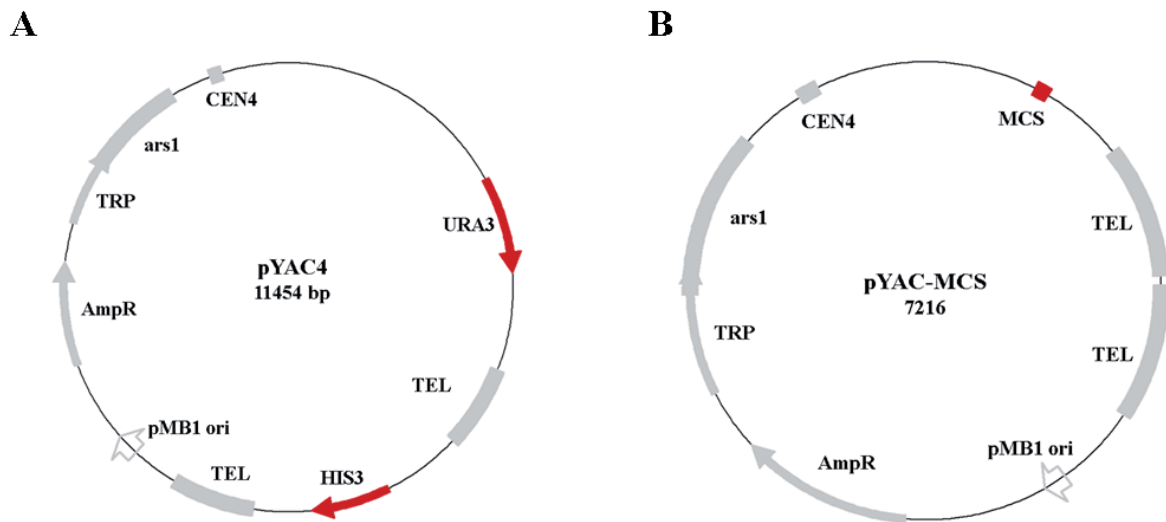 A
CEN4
ars1
TRP
URA3
pYAC4
11454 bp
AmpR
TEL
pMB1 ori
TEL
HIS3
B
CEN4
MCS
ars1
TEL
pYAC-MCS
7216
TRP
TEL
pMB1 ori
AmpR